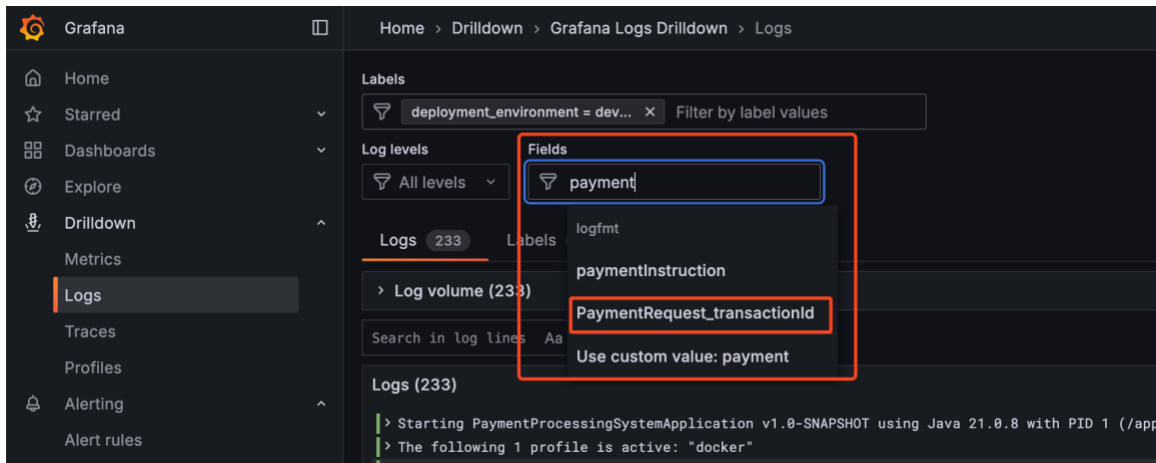 Grafana
Home › Drilldown › Grafana Logs Drilldown › Logs
Home
Starred
Dashboards
Explore
Drilldown
Metrics
Logs
Traces
Profiles
Alerting
Alert rules
Labels
deployment_environment = dev... ×
Filter by label values
Log levels
All levels
Fields
payment
logfmt
paymentInstruction
PaymentRequest_transactionId
Use custom value: payment
Logs 233
Labels
› Log volume (233)
Search in log lines Aa
Logs (233)
› Starting PaymentProcessingSystemApplication v1.0-SNAPSHOT using Java 21.0.8 with PID 1 (/app
› The following 1 profile is active: "docker"